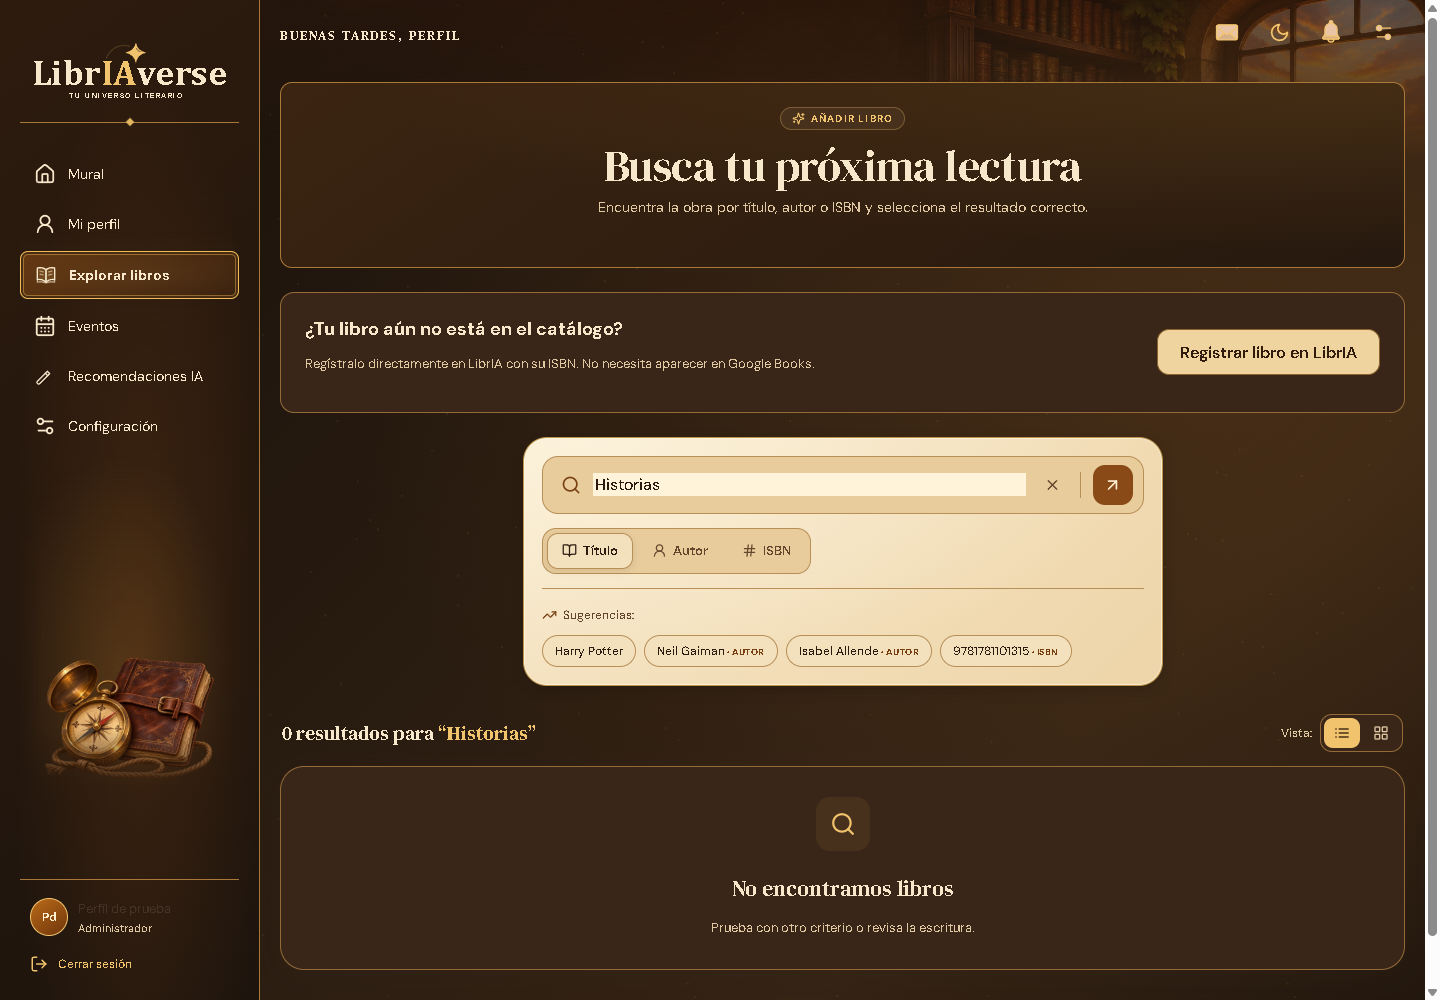 LibrIAverse
TU UNIVERSO LITERARIO
Mural
Mi perfil
Explorar libros
Eventos
Recomendaciones IA
Configuración
Perfil de prueba
Pd
Administrador
Cerrar sesión
BUENAS TARDES, PERFIL
AÑADIR LIBRO
Busca tu próxima lectura
Encuentra la obra por título, autor o ISBN y selecciona el resultado correcto.
¿Tu libro aún no está en el catálogo?
Regístralo directamente en LibrIA con su ISBN. No necesita aparecer en Google Books.
Registrar libro en LibrIA
Historias
Título Autor ISBN
Sugerencias:
Harry Potter Neil Gaiman · AUTOR Isabel Allende · AUTOR 9781781101315 · ISBN
0 resultados para “Historias”
Vista:
No encontramos libros
Prueba con otro criterio o revisa la escritura.